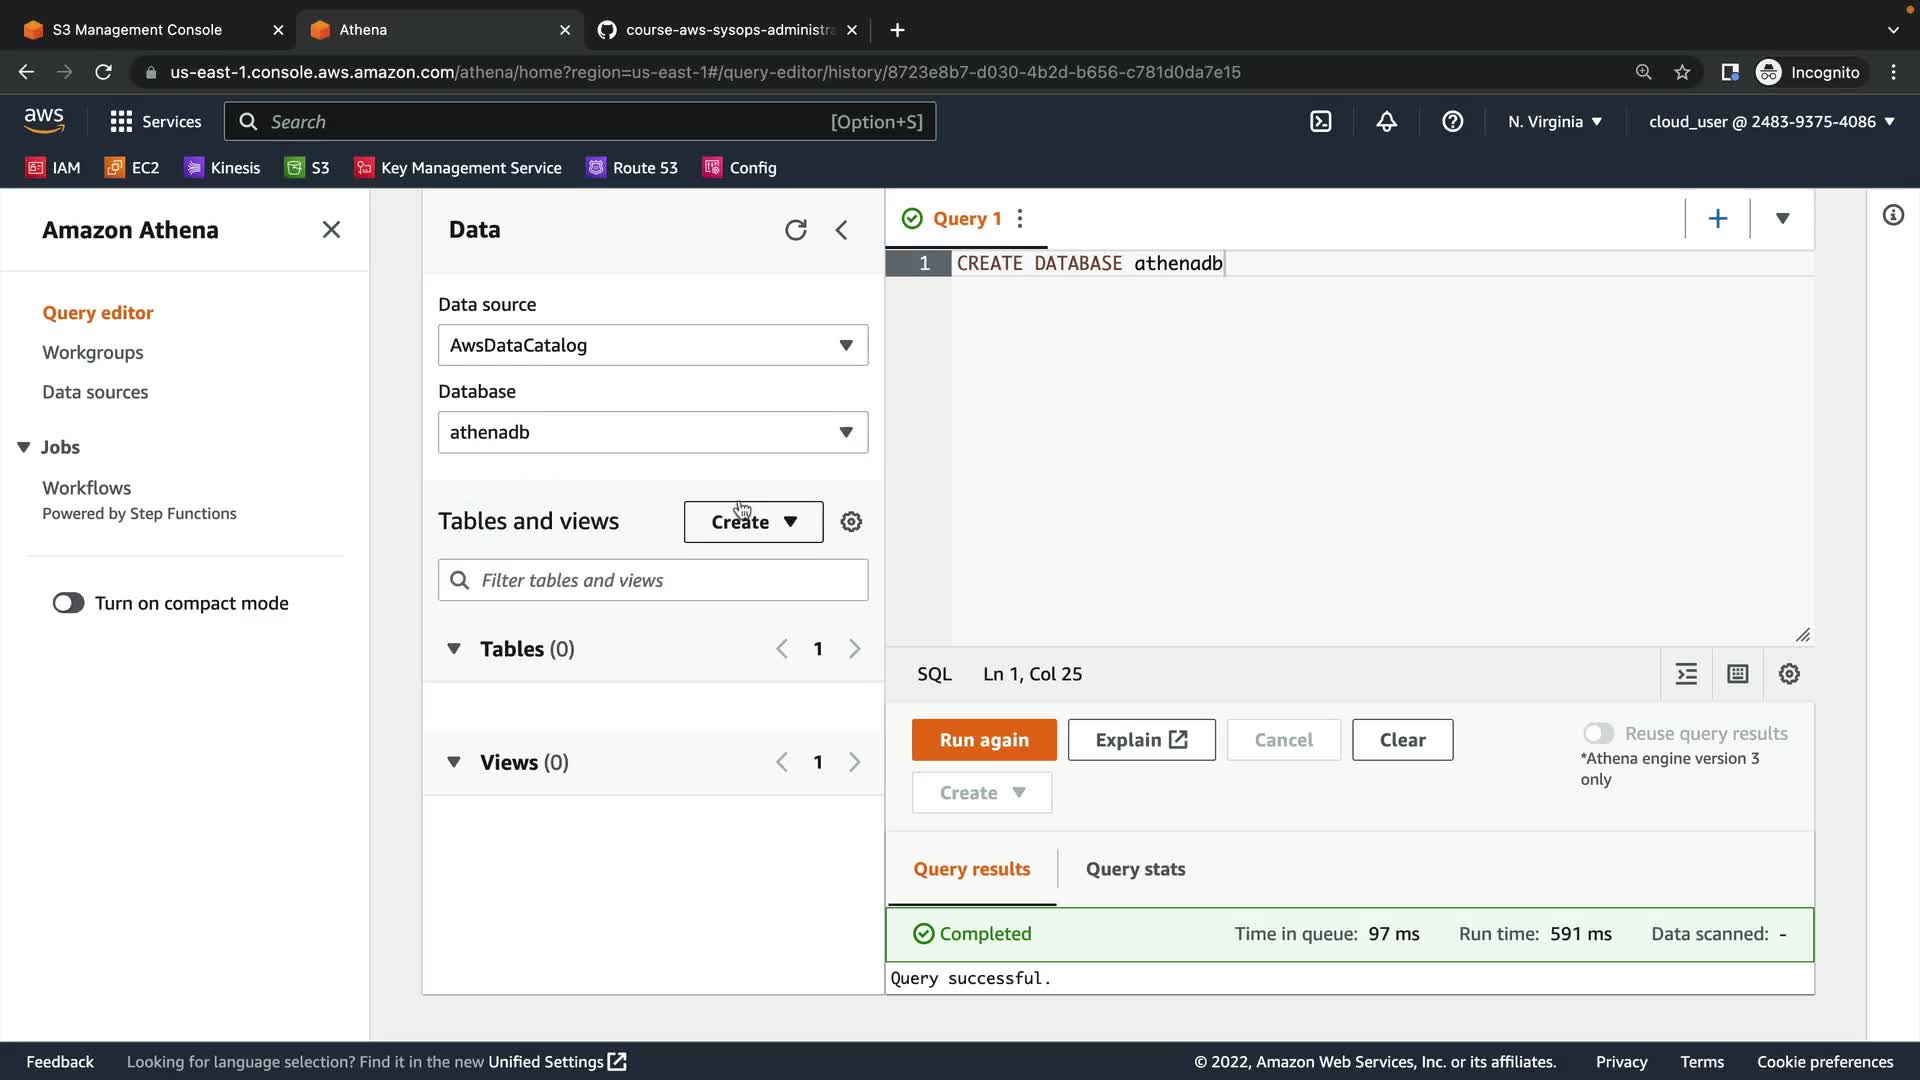 S3 Management Console
Athena
course-aws-sysops-administra
us-east-1.console.aws.amazon.com/athena/home?region=us-east-1#/query-editor/history/8723e8b7-d030-4b2d-b656-c781d0da7e15
Incognito
aws
Services
Search
[Option+S]
N. Virginia
cloud_user @ 2483-9375-4086
IAM
EC2
Kinesis
S3
Key Management Service
Route 53
Config
Amazon Athena
Query editor
Workgroups
Data sources
Jobs
Workflows
Powered by Step Functions
Turn on compact mode
Data
Data source
AwsDataCatalog
Database
athenadb
Tables and views
Create
Filter tables and views
Tables (0)
1
Views (0)
1
Query 1
1 CREATE DATABASE athenadb
SQL
Ln 1, Col 25
Run again
Explain
Cancel
Clear
Create
Reuse query results
*Athena engine version 3
only
Query results
Query stats
Completed
Time in queue: 97 ms
Run time: 591 ms
Data scanned: -
Query successful.
Feedback
Looking for language selection? Find it in the new Unified Settings
© 2022, Amazon Web Services, Inc. or its affiliates.
Privacy
Terms
Cookie preferences